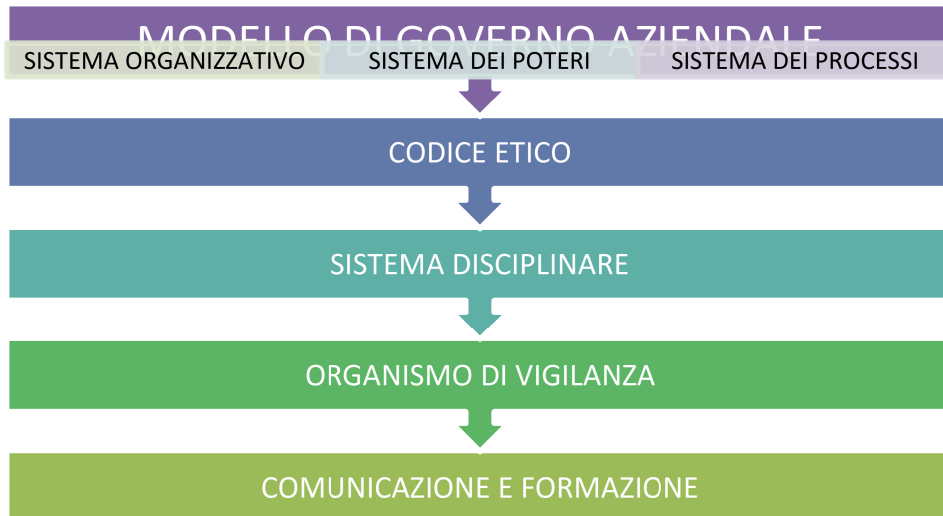 MODELLO DI GOVERNO AZIENDALE
SISTEMA ORGANIZZATIVO SISTEMA DEI POTERI SISTEMA DEI PROCESSI
CODICE ETICO
SISTEMA DISCIPLINARE
ORGANISMO DI VIGILANZA
COMUNICAZIONE E FORMAZIONE